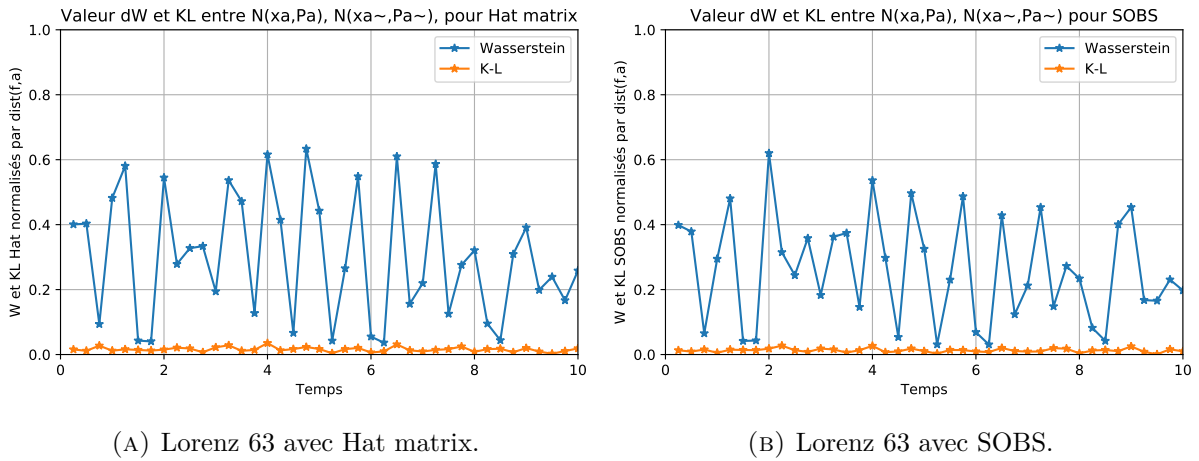 Valeur dW et KL entre N(xa,Pa), N(xa~,Pa~), pour Hat matrix
W et KL Hat normalisés par dist(f,a)
1.0
0.8
0.6
0.4
0.2
0.0
Wasserstein
K-L
0 2 4 6 8 10
Temps
(A) Lorenz 63 avec Hat matrix.
Valeur dW et KL entre N(xa,Pa), N(xa~,Pa~) pour SOBS
W et KL SOBS normalisés par dist(f,a)
1.0
0.8
0.6
0.4
0.2
0.0
Wasserstein
K-L
0 2 4 6 8 10
Temps
(B) Lorenz 63 avec SOBS.